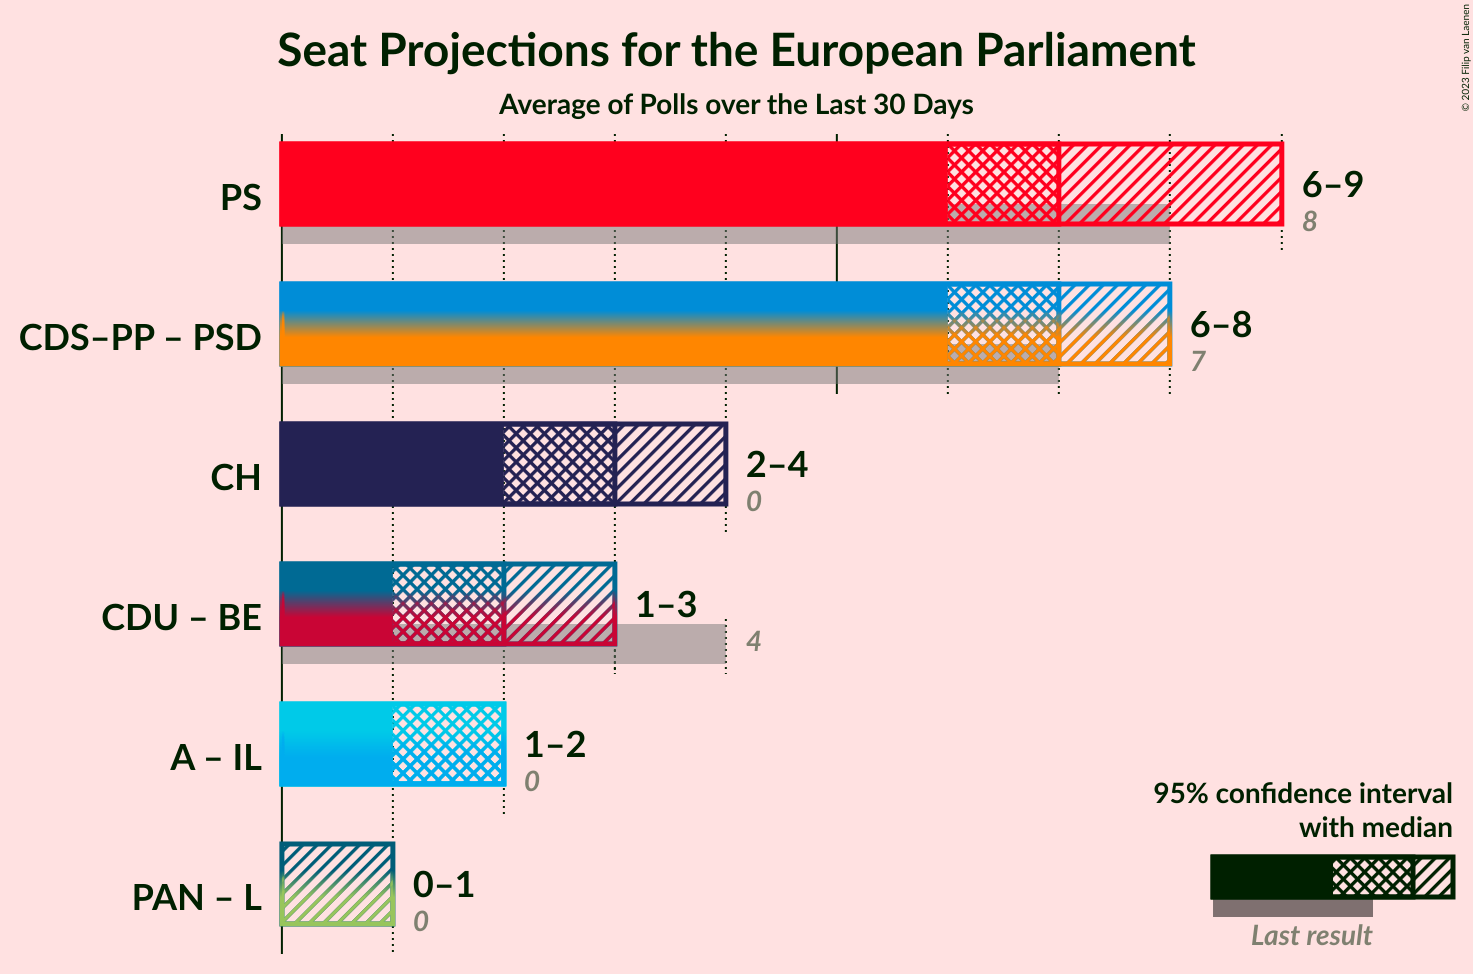 Seat Projections for the European Parliament
Average of Polls over the Last 30 Days
© 2023 Filip van Laenen
PS
6–9
8
CDS–PP – PSD
6–8
7
CH
2–4
0
CDU – BE
1–3
4
A – IL
1–2
0
PAN – L
0–1
0
95% confidence interval
with median
Last result